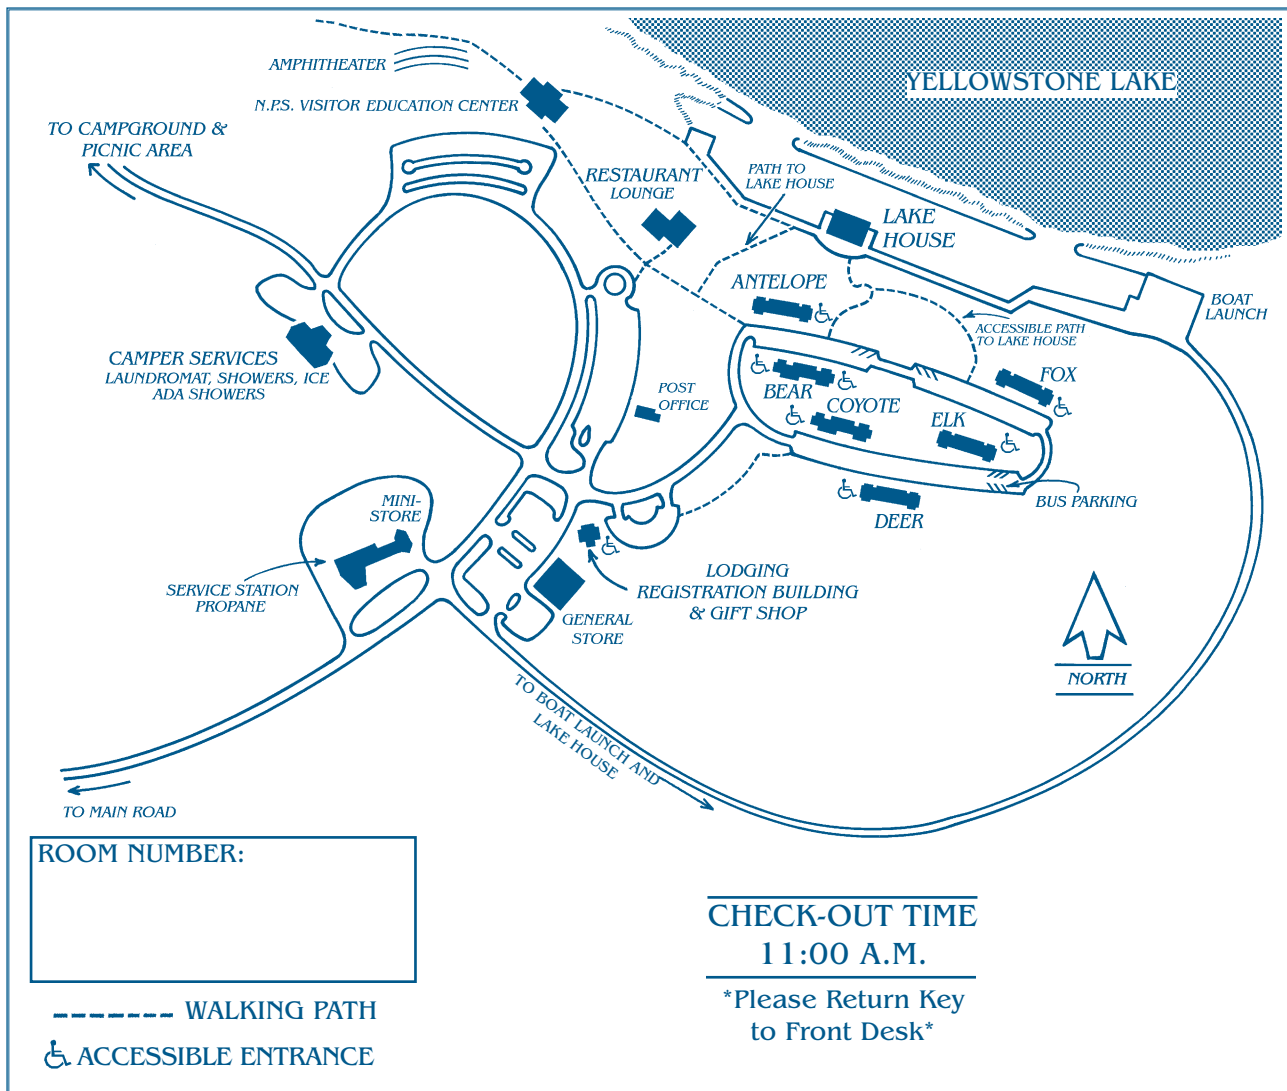 YELLOWSTONE LAKE
AMPHITHEATER
N.P.S. VISITOR EDUCATION CENTER
TO CAMPGROUND &
PICNIC AREA
RESTAURANT
LOUNGE
PATH TO
LAKE HOUSE
LAKE
HOUSE
ANTELOPE
BOAT
LAUNCH
ACCESSIBLE PATH
TO LAKE HOUSE
CAMPER SERVICES
LAUNDROMAT, SHOWERS, ICE
ADA SHOWERS
POST
OFFICE
BEAR
COYOTE
ELK
FOX
DEER
BUS PARKING
MINI-
STORE
SERVICE STATION
PROPANE
LODGING
REGISTRATION BUILDING
& GIFT SHOP
GENERAL
STORE
NORTH
TO BOAT LAUNCH AND
LAKE HOUSE
TO MAIN ROAD
ROOM NUMBER:
CHECK-OUT TIME
11:00 A.M.
*Please Return Key
to Front Desk*
WALKING PATH
ACCESSIBLE ENTRANCE